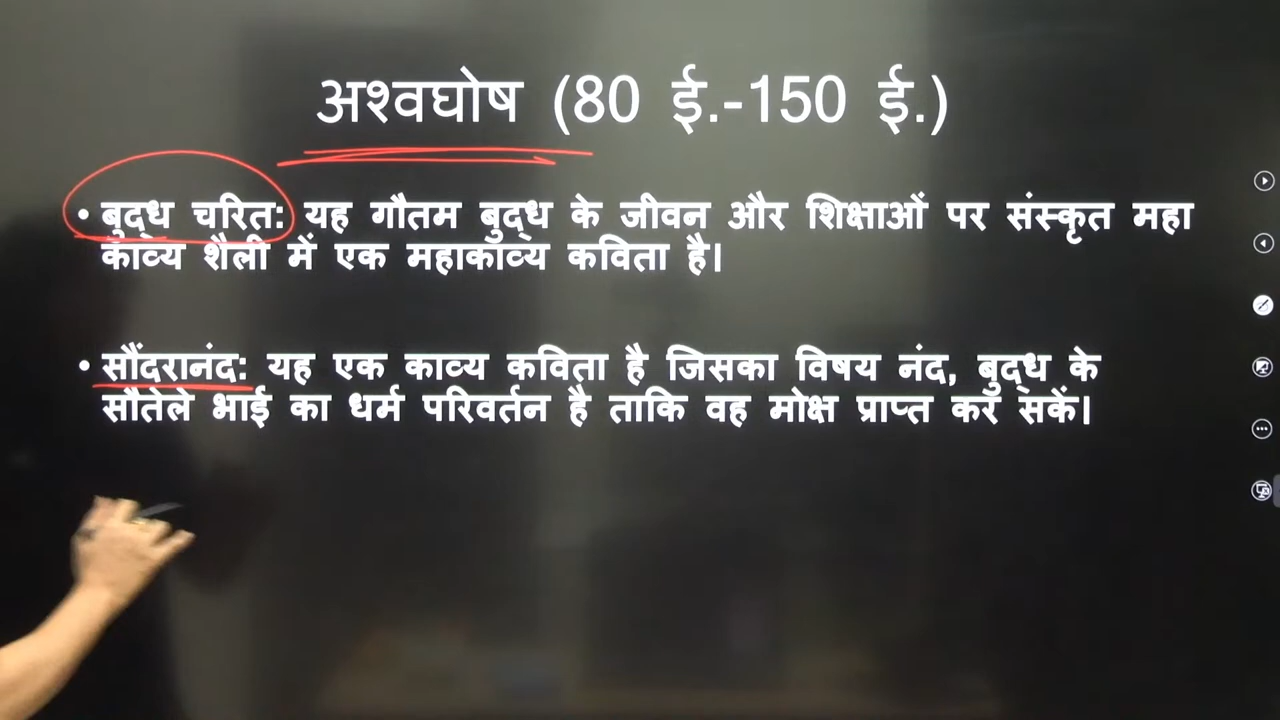 अश्वघोष (80 ई.-150 ई.)
• बुद्ध चरित: यह गौतम बुद्ध के जीवन और शिक्षाओं पर संस्कृत महा
काव्य शैली में एक महाकाव्य कविता है।
• सौंदरानंद: यह एक काव्य कविता है जिसका विषय नंद, बुद्ध के
सौतेले भाई का धर्म परिवर्तन है ताकि वह मोक्ष प्राप्त कर सकें।